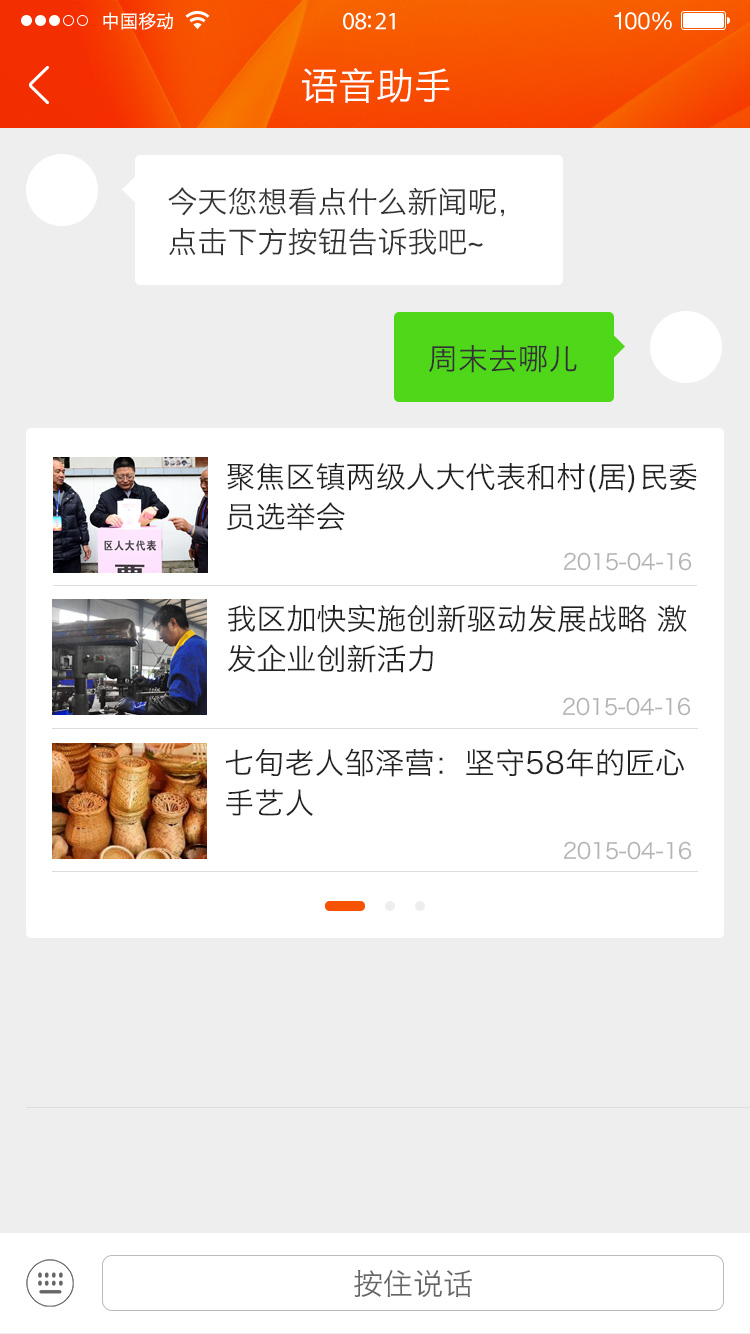 中国移动 08:21 100%
语音助手
今天您想看点什么新闻呢,
点击下方按钮告诉我吧~
周末去哪儿
聚焦区镇两级人大代表和村(居)民委
员选举会
区人大代表
票
2015-04-16
我区加快实施创新驱动发展战略 激
发企业创新活力
2015-04-16
七旬老人邹泽营：坚守58年的匠心
手艺人
2015-04-16
按住说话